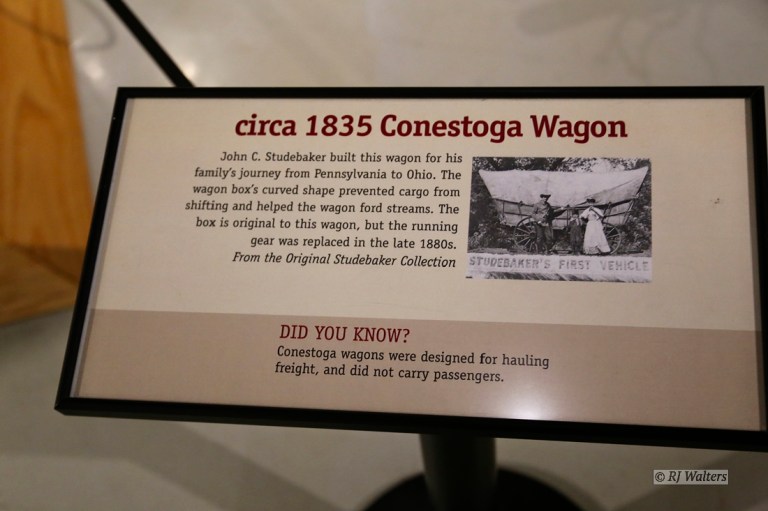 circa 1835 Conestoga Wagon
John C. Studebaker built this wagon for his
family's journey from Pennsylvania to Ohio. The
wagon box's curved shape prevented cargo from
shifting and helped the wagon ford streams. The
box is original to this wagon, but the running
gear was replaced in the late 1880s.
From the Original Studebaker Collection
STUDEBAKER'S FIRST VEHICLE
DID YOU KNOW?
Conestoga wagons were designed for hauling
freight, and did not carry passengers.
© RJ Walters